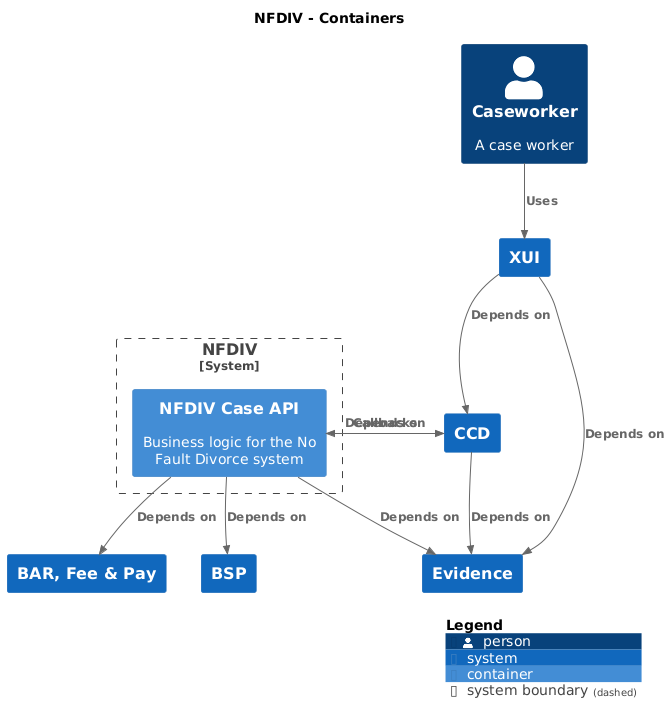 NFDIV - Containers
Caseworker
A case worker
Uses
XUI
Depends on
Depends on
NFDIV
[System]
NFDIV Case API
Business logic for the No
Fault Divorce system
Depends on
Callbacks
CCD
Depends on
Depends on
Depends on
Depends on
BAR, Fee & Pay
BSP
Evidence
Legend
person
system
container
system boundary (dashed)